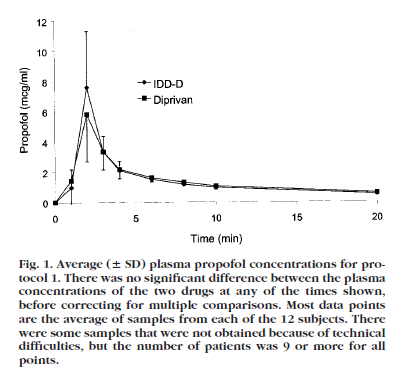 12
10
8
6
4
2
0
Propofol (mcg/ml)
IDD-D
Diprivan
0 5 10 15 20
Time (min)
Fig. 1. Average (± SD) plasma propofol concentrations for pro-
tocol 1. There was no significant difference between the plasma
concentrations of the two drugs at any of the times shown,
before correcting for multiple comparisons. Most data points
are the average of samples from each of the 12 subjects. There
were some samples that were not obtained because of technical
difficulties, but the number of patients was 9 or more for all
points.